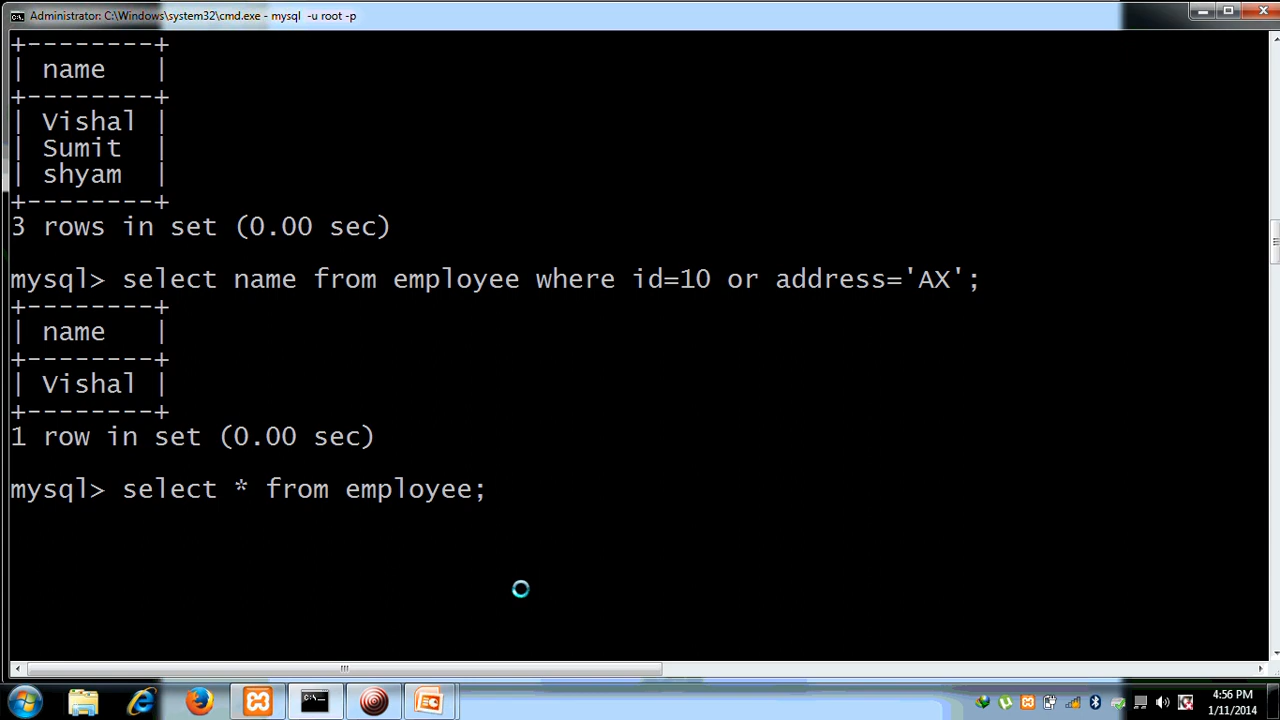 Administrator: C:\Windows\system32\cmd.exe - mysql -u root -p
+--------+
| name   |
+--------+
| Vishal |
| Sumit  |
| shyam  |
+--------+
3 rows in set (0.00 sec)
mysql> select name from employee where id=10 or address='AX';
+--------+
| name   |
+--------+
| Vishal |
+--------+
1 row in set (0.00 sec)
mysql> select * from employee;
4:56 PM
1/11/2014